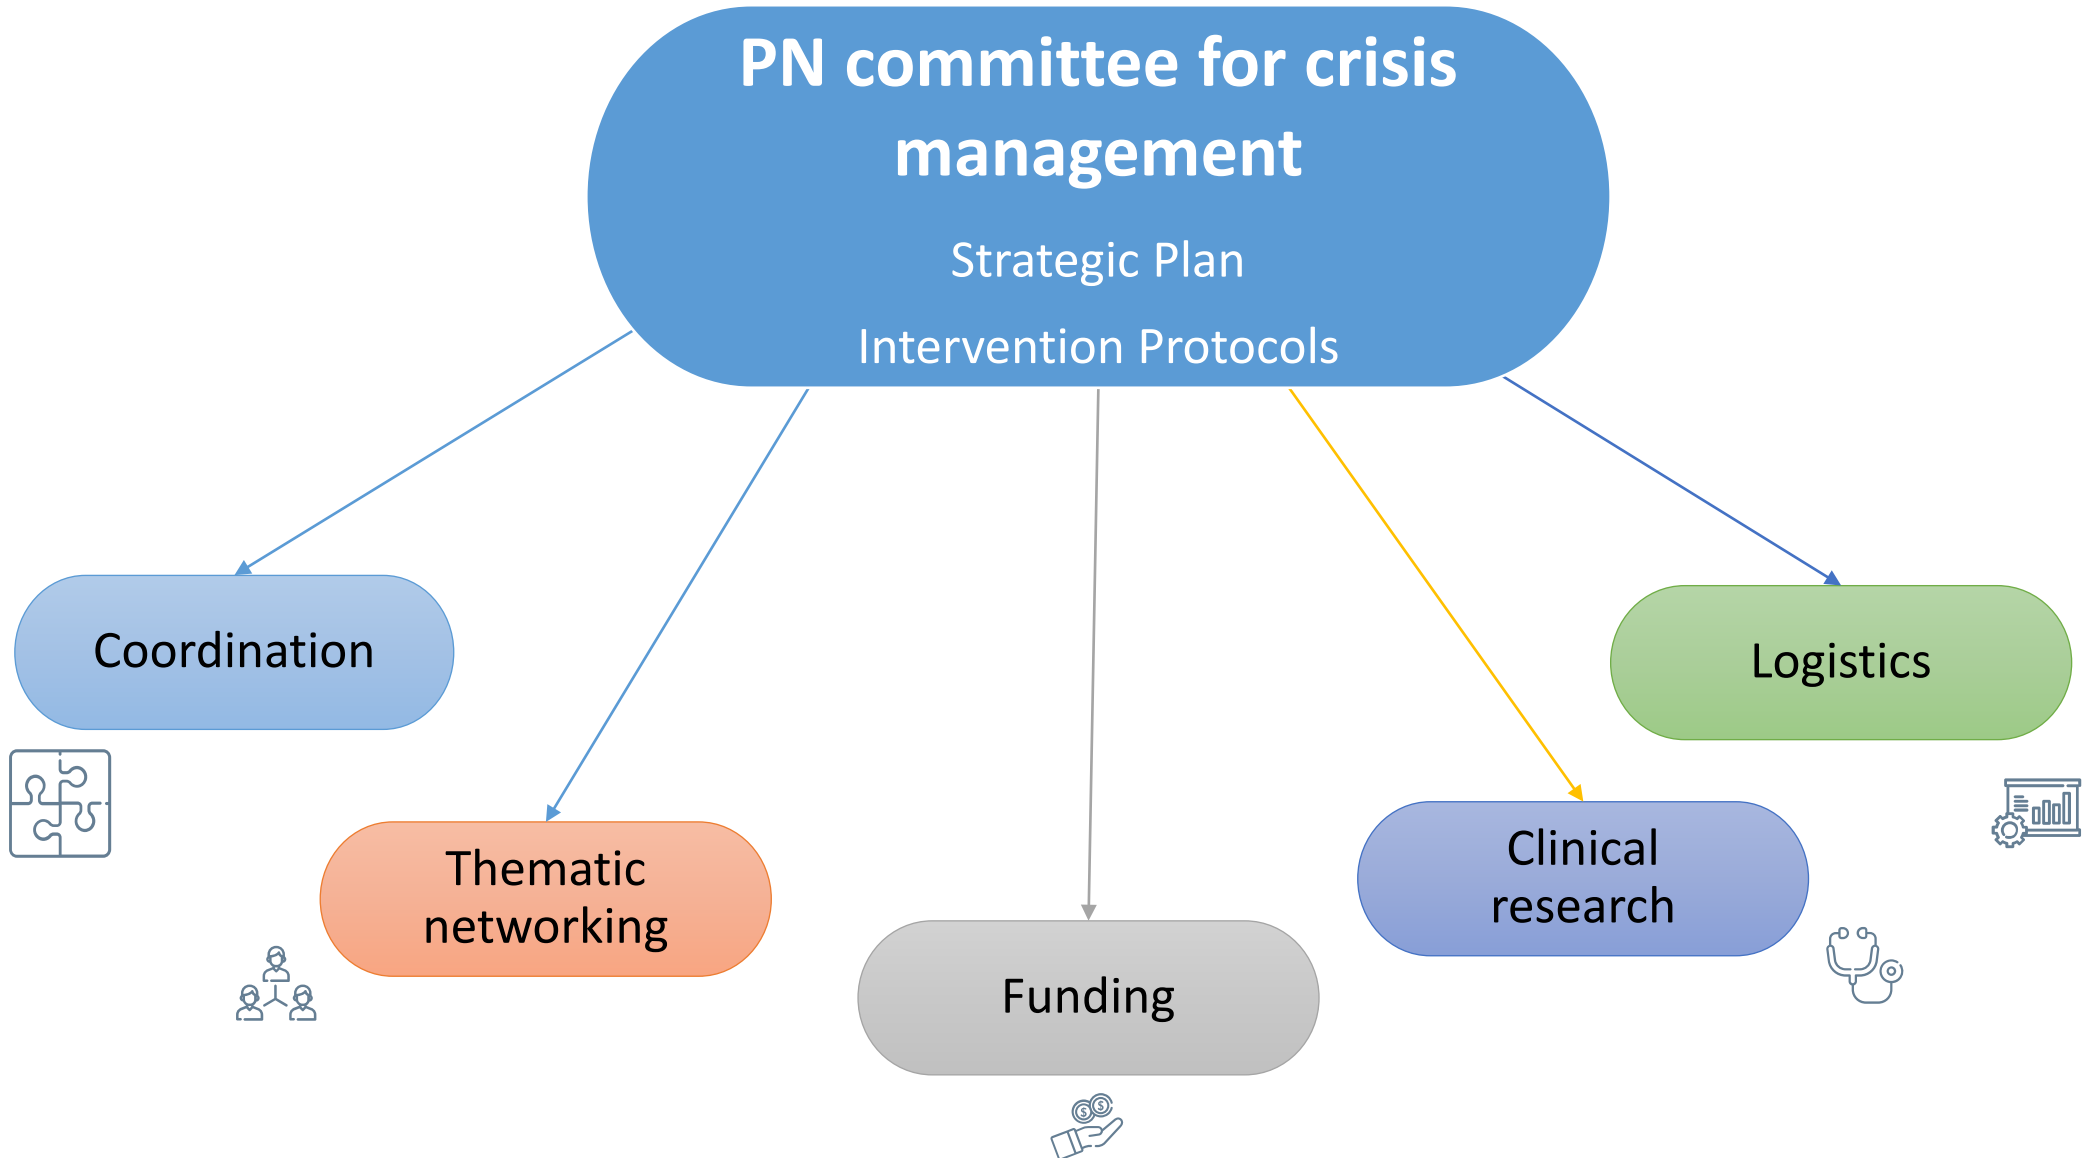 PN committee for crisis
management
Strategic Plan
Intervention Protocols
Coordination
Logistics
Thematic
networking
Clinical
research
Funding